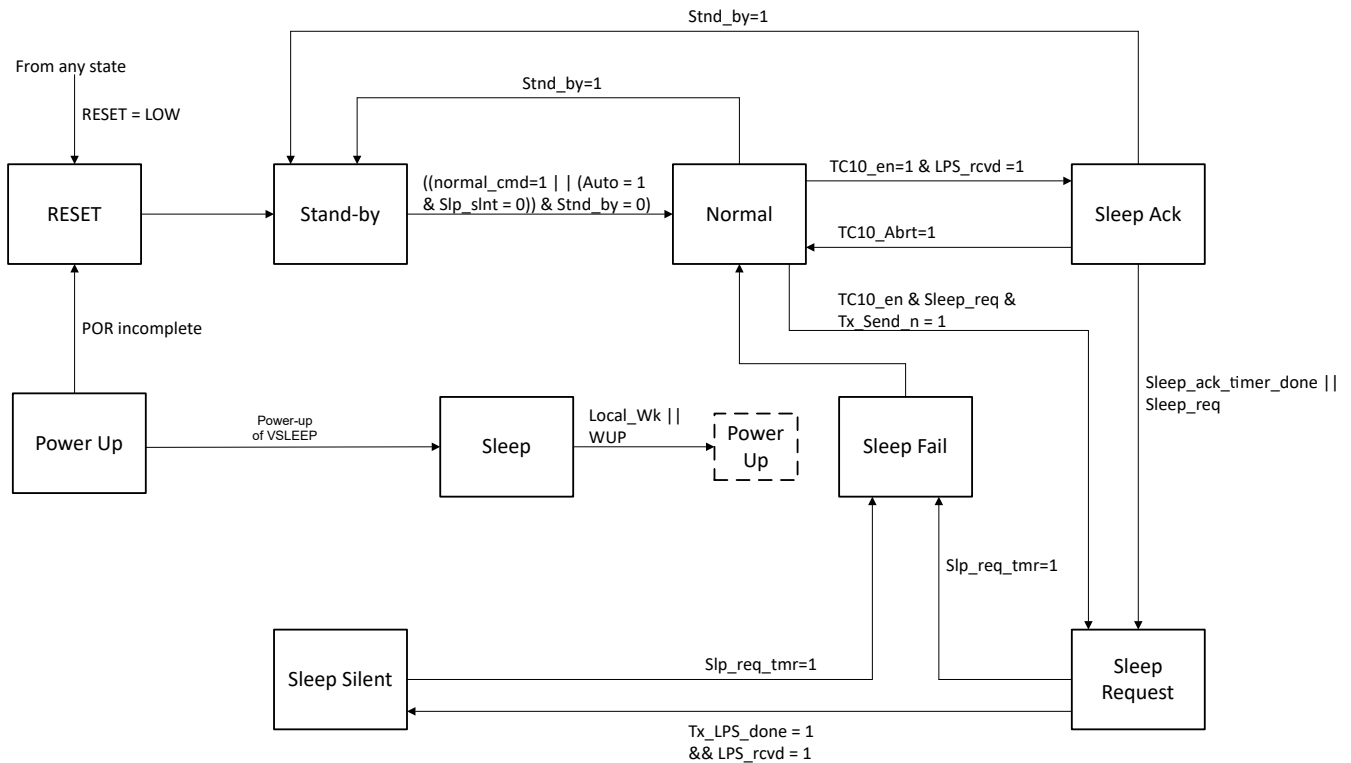 Stnd_by=1
From any state
Stnd_by=1
RESET = LOW
RESET
Stand-by
((normal_cmd=1 | | (Auto = 1
& Slp_slnt = 0)) & Stnd_by = 0)
Normal
TC10_en=1 & LPS_rcvd =1
Sleep Ack
TC10_Abrt=1
TC10_en & Sleep_req &
Tx_Send_n = 1
POR incomplete
Sleep_ack_timer_done ||
Sleep_req
Power Up
Power-up
of VSLEEP
Sleep
Local_Wk ||
WUP
Power
Up
Sleep Fail
Slp_req_tmr=1
Sleep Silent
Slp_req_tmr=1
Sleep
Request
Tx_LPS_done = 1
&& LPS_rcvd = 1